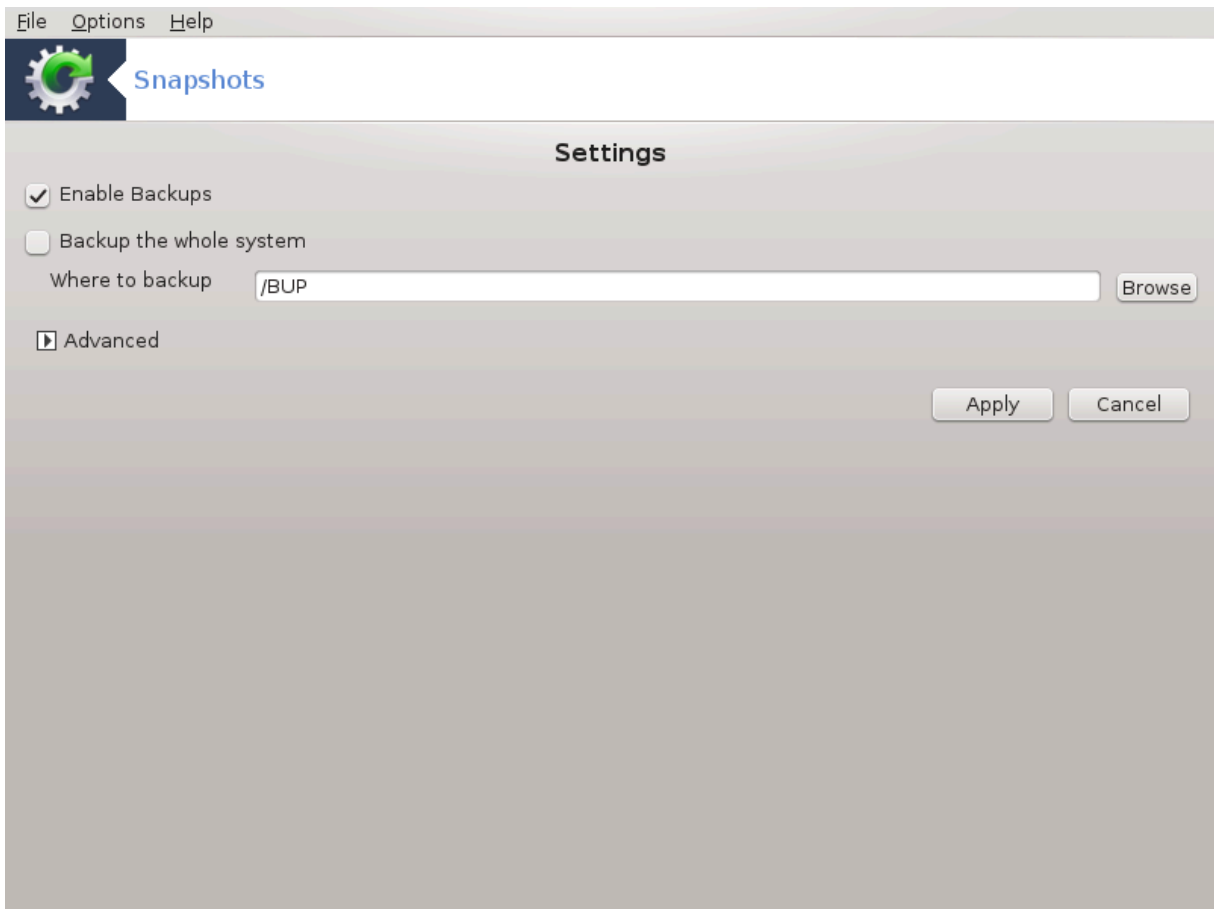 File Options Help
Snapshots
Settings
Enable Backups
Backup the whole system
Where to backup /BUP Browse
Advanced
Apply Cancel